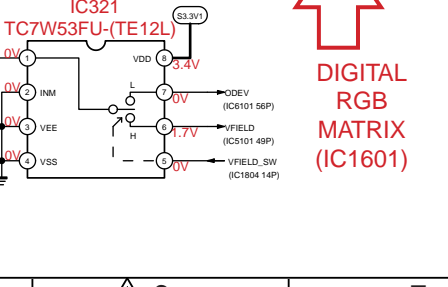 IC321
TC7W53FU-(TE12L)
S3.3V1
0V
1
VDD
8
3.4V
L
0V
2
INM
7
0V
ODEV
(IC6101 56P)
0V
3
VEE
H
6
1.7V
VFIELD
(IC5101 49P)
0V
4
VSS
5
0V
VFIELD_SW
(IC1804 14P)
DIGITAL
RGB
MATRIX
(IC1601)